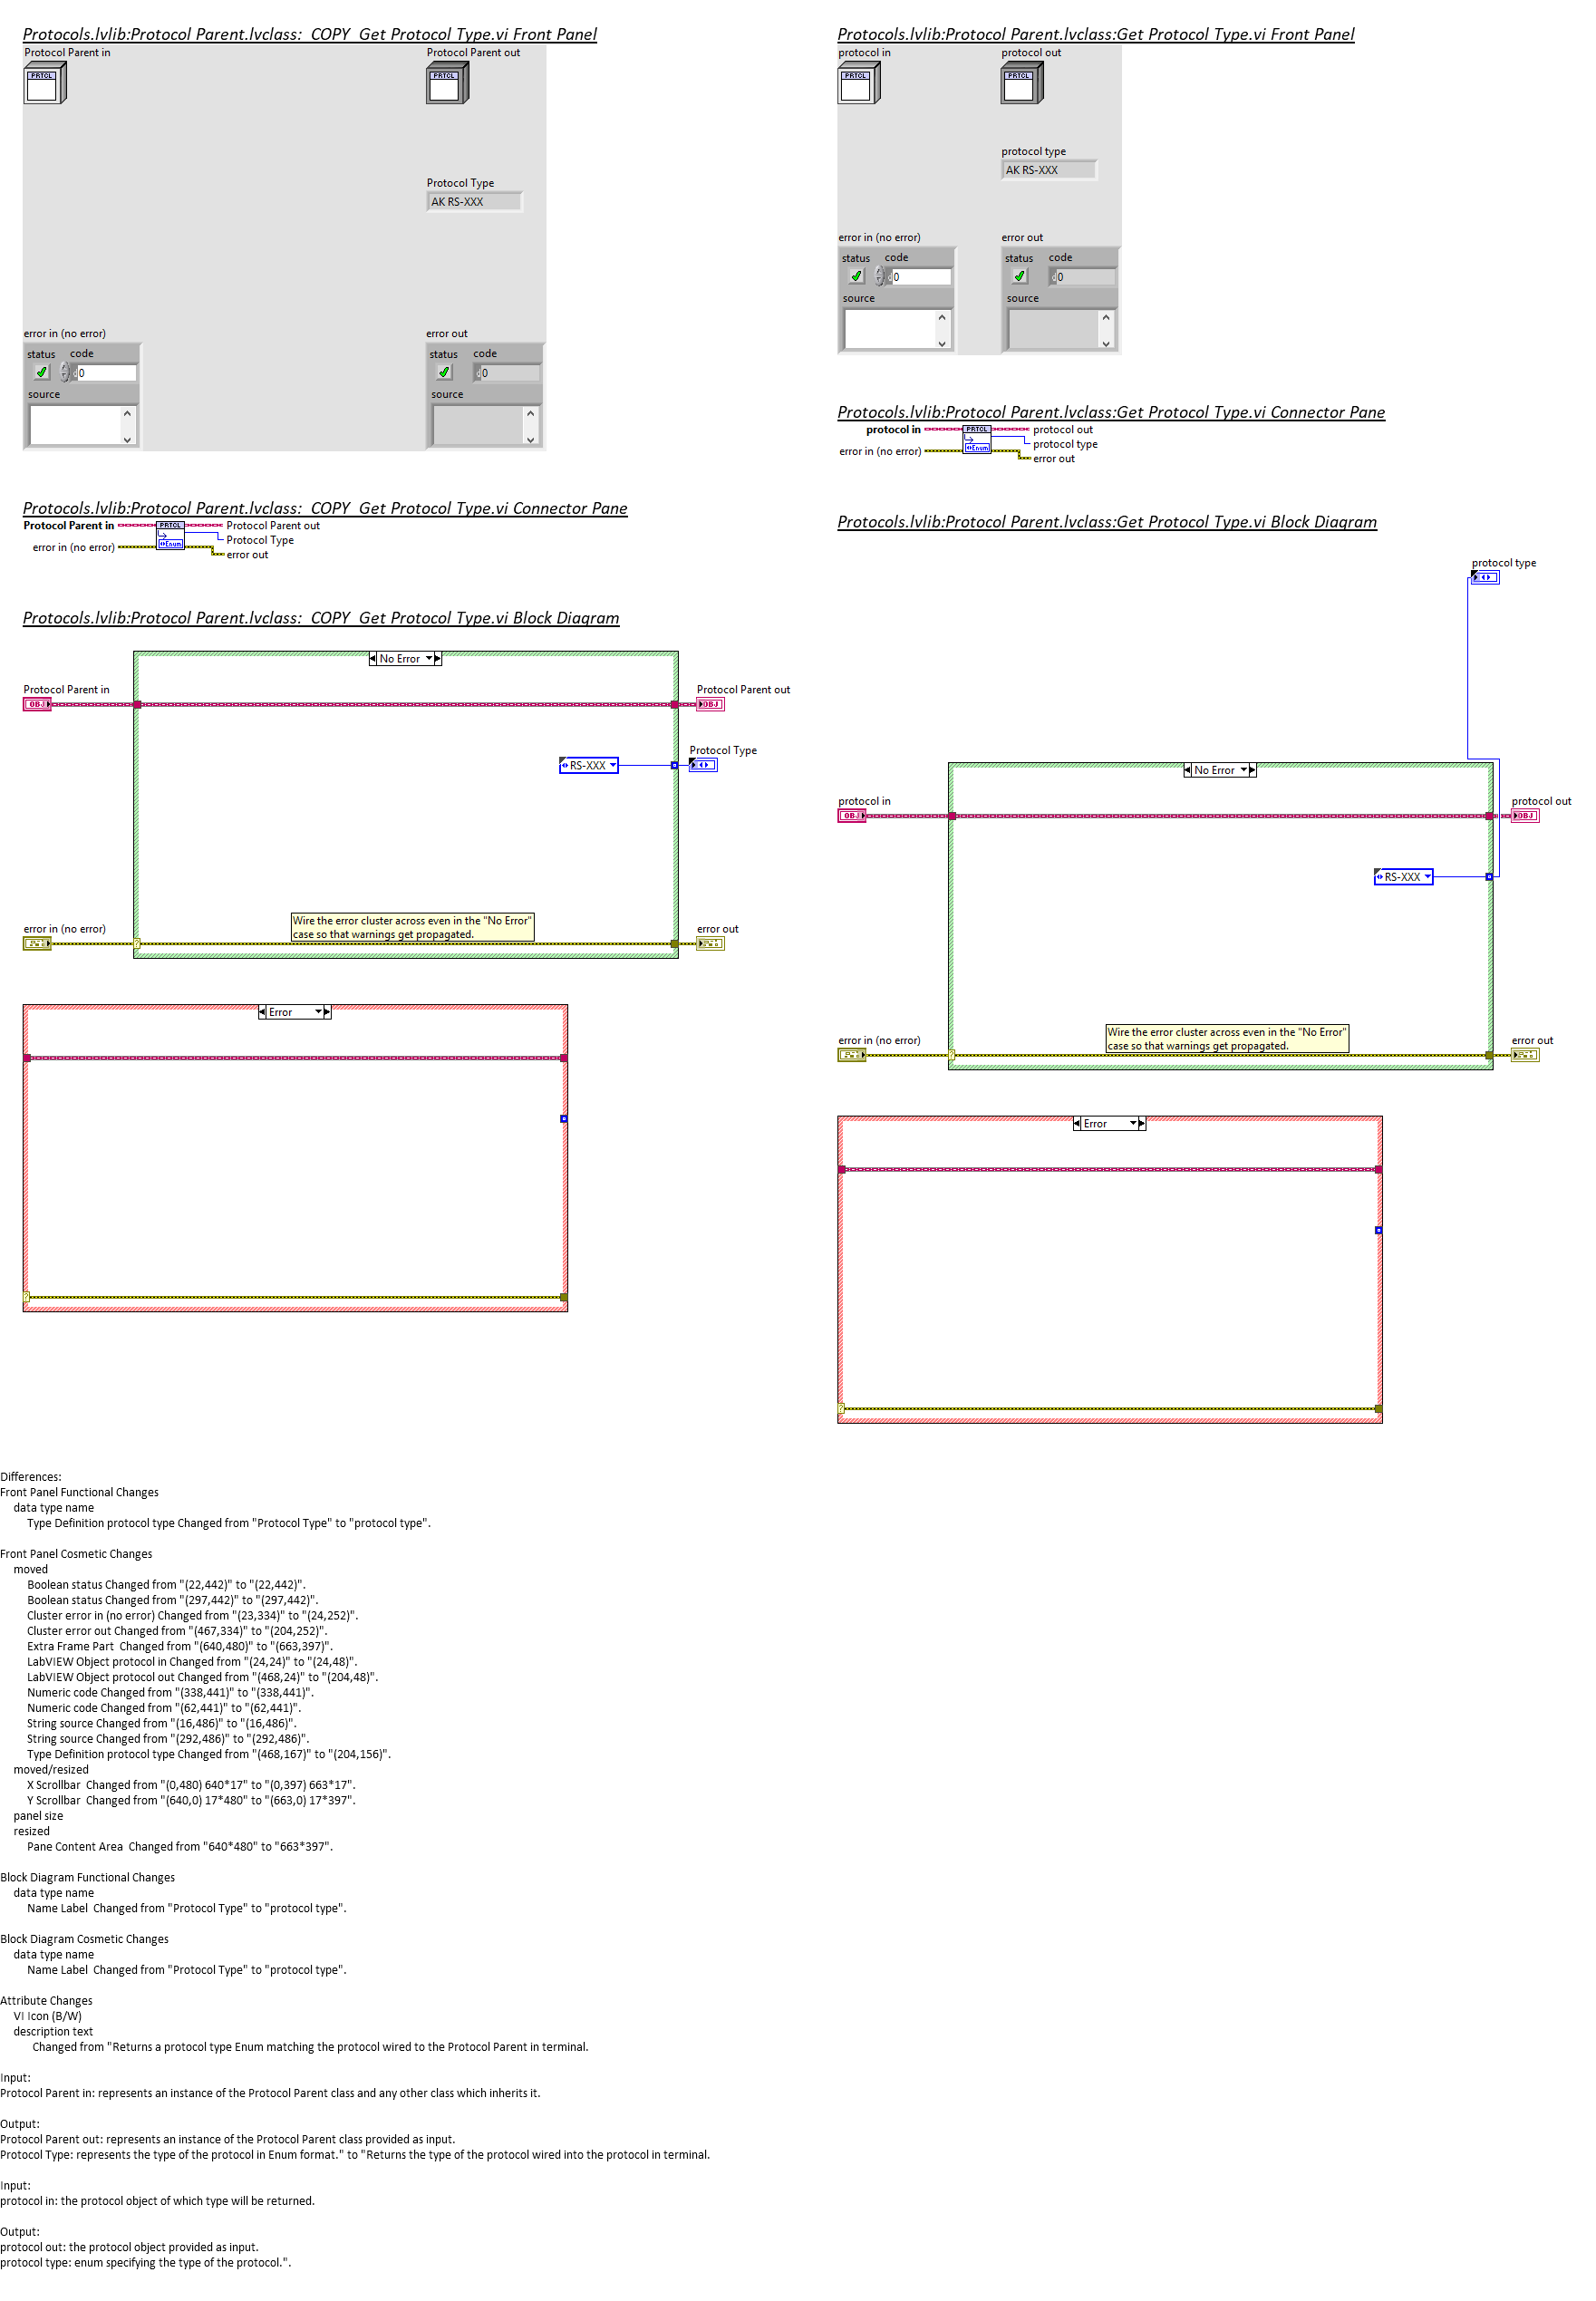 Protocols.lvlib:Protocol Parent.lvclass:_COPY_Get Protocol Type.vi Front Panel
Protocol Parent in
Protocol Parent out
PRTCL
PRTCL
Protocol Type
AK RS-XXX
error in (no error)
error out
status code
0
source
status code
0
source
Protocols.lvlib:Protocol Parent.lvclass:_COPY_Get Protocol Type.vi Connector Pane
Protocol Parent in
PRTCL
Enum
Protocol Parent out
Protocol Type
error in (no error)
error out
Protocols.lvlib:Protocol Parent.lvclass:_COPY_Get Protocol Type.vi Block Diagram
No Error
Protocol Parent in
OBJ
Protocol Parent out
OBJ
Protocol Type
RS-XXX
Wire the error cluster across even in the "No Error"
case so that warnings get propagated.
error in (no error)
?
error out
Error
?
Protocols.lvlib:Protocol Parent.lvclass:Get Protocol Type.vi Front Panel
protocol in
protocol out
PRTCL
PRTCL
protocol type
AK RS-XXX
error in (no error)
error out
status code
0
source
status code
0
source
Protocols.lvlib:Protocol Parent.lvclass:Get Protocol Type.vi Connector Pane
protocol in
PRTCL
Enum
protocol out
protocol type
error in (no error)
error out
Protocols.lvlib:Protocol Parent.lvclass:Get Protocol Type.vi Block Diagram
protocol type
No Error
protocol in
OBJ
protocol out
OBJ
RS-XXX
Wire the error cluster across even in the "No Error"
case so that warnings get propagated.
error in (no error)
?
error out
Error
?
Differences:
Front Panel Functional Changes
data type name
Type Definition protocol type Changed from "Protocol Type" to "protocol type".
Front Panel Cosmetic Changes
moved
Boolean status Changed from "(22,442)" to "(22,442)".
Boolean status Changed from "(297,442)" to "(297,442)".
Cluster error in (no error) Changed from "(23,334)" to "(24,252)".
Cluster error out Changed from "(467,334)" to "(204,252)".
Extra Frame Part  Changed from "(640,480)" to "(663,397)".
LabVIEW Object protocol in Changed from "(24,24)" to "(24,48)".
LabVIEW Object protocol out Changed from "(468,24)" to "(204,48)".
Numeric code Changed from "(338,441)" to "(338,441)".
Numeric code Changed from "(62,441)" to "(62,441)".
String source Changed from "(16,486)" to "(16,486)".
String source Changed from "(292,486)" to "(292,486)".
Type Definition protocol type Changed from "(468,167)" to "(204,156)".
moved/resized
X Scrollbar  Changed from "(0,480) 640*17" to "(0,397) 663*17".
Y Scrollbar  Changed from "(640,0) 17*480" to "(663,0) 17*397".
panel size
resized
Pane Content Area  Changed from "640*480" to "663*397".
Block Diagram Functional Changes
data type name
Name Label  Changed from "Protocol Type" to "protocol type".
Block Diagram Cosmetic Changes
data type name
Name Label  Changed from "Protocol Type" to "protocol type".
Attribute Changes
VI Icon (B/W)
description text
Changed from "Returns a protocol type Enum matching the protocol wired to the Protocol Parent in terminal.
Input:
Protocol Parent in: represents an instance of the Protocol Parent class and any other class which inherits it.
Output:
Protocol Parent out: represents an instance of the Protocol Parent class provided as input.
Protocol Type: represents the type of the protocol in Enum format." to "Returns the type of the protocol wired into the protocol in terminal.
Input:
protocol in: the protocol object of which type will be returned.
Output:
protocol out: the protocol object provided as input.
protocol type: enum specifying the type of the protocol.".